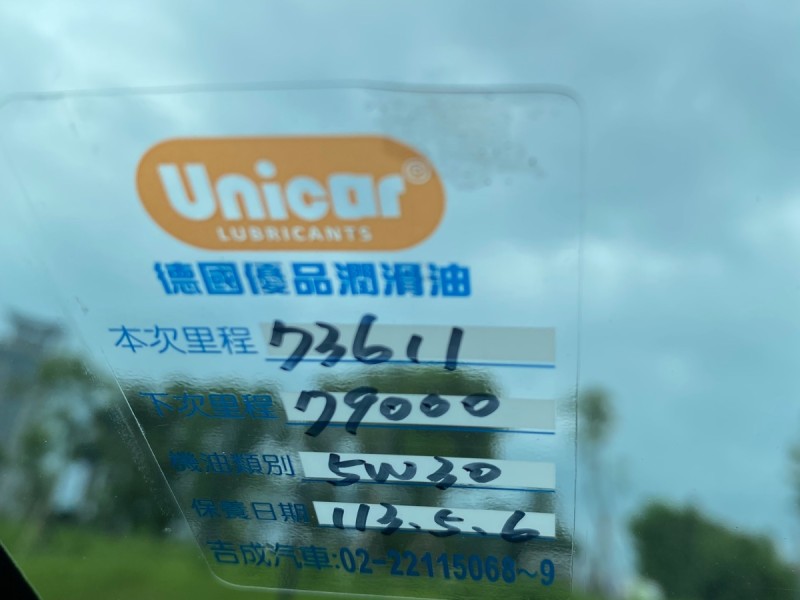 Unicar
LUBRICANTS
德國優品潤滑油
本次里程 73611
下次里程 79000
機油類別 5W30
保養日期 113.5.6
吉成汽車:02-22115068~9